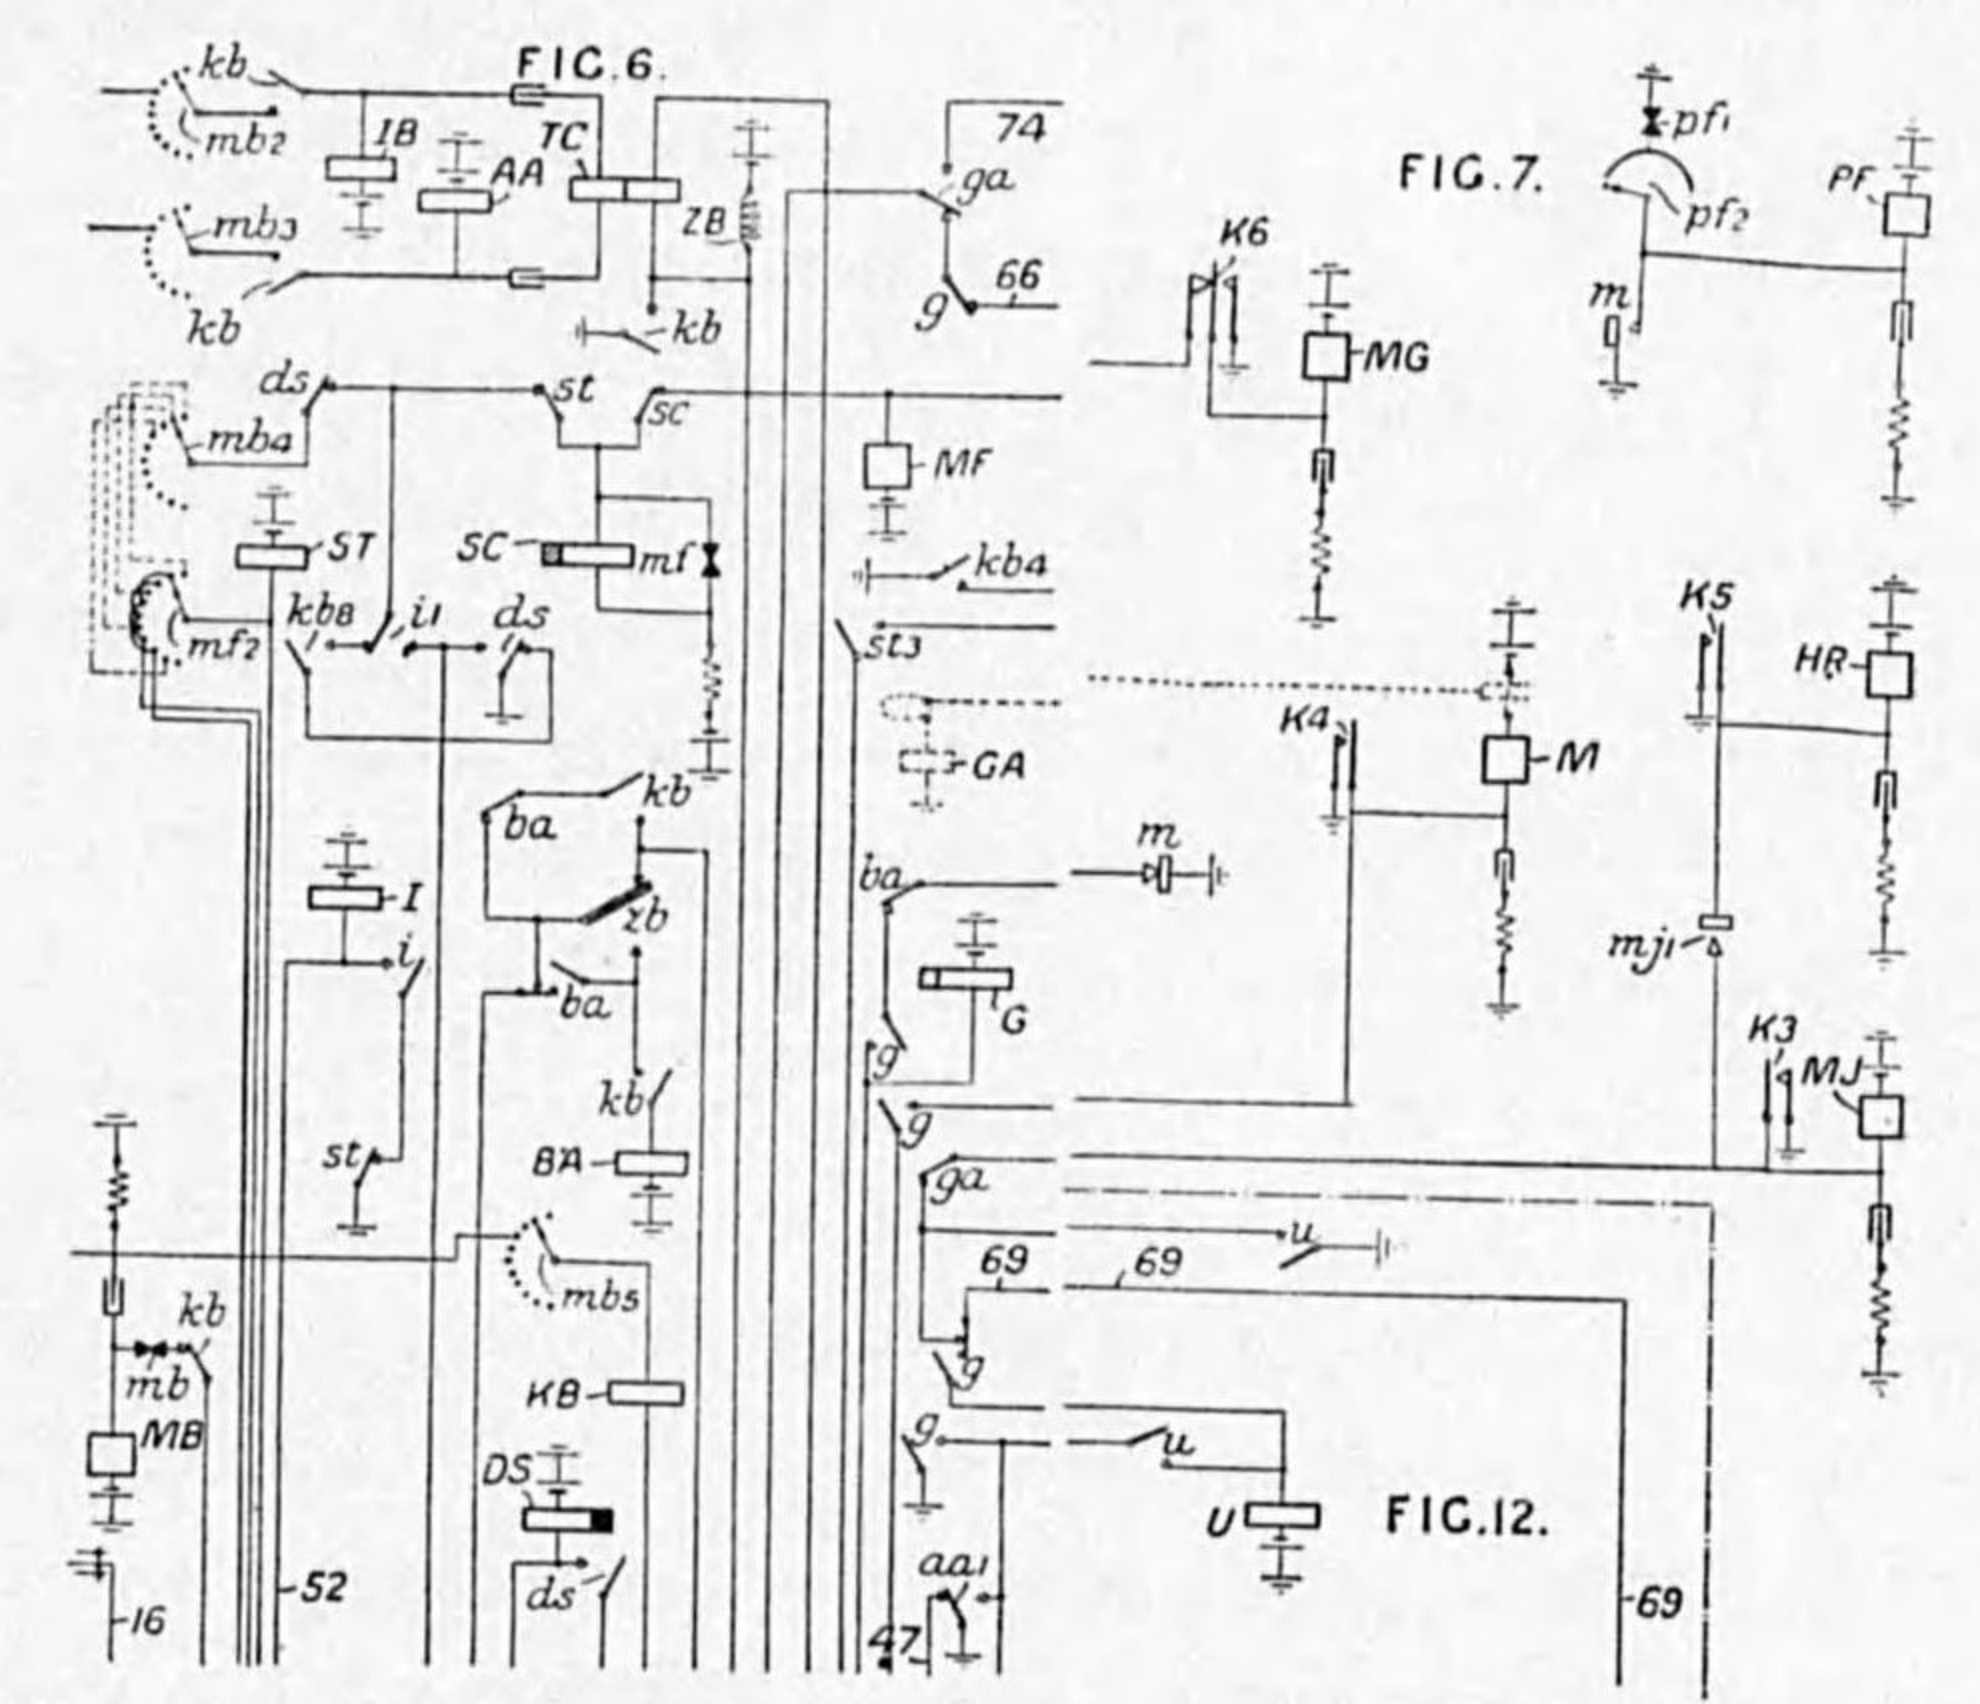 FIG.6.
kb
mb2
IB
AA
TC
ZB
74
ga
FIG.7.
pf1
pf2
PF
mb3
kb
kb
66
g
K6
MG
m
ds
st
sc
mb4
MF
ST
SC
mf
kb4
kbB
i1
ds
mf2
st3
K5
HR
GA
K4
M
kb
ba
zb
ba
m
ba
I
i
G
g
mj1
kb
g
K3
MJ
st
BA
ga
u
69
69
mb5
kb
mb
MB
KB
g
g
u
DS
U
FIG.12.
ds
aa1
52
16
47
69